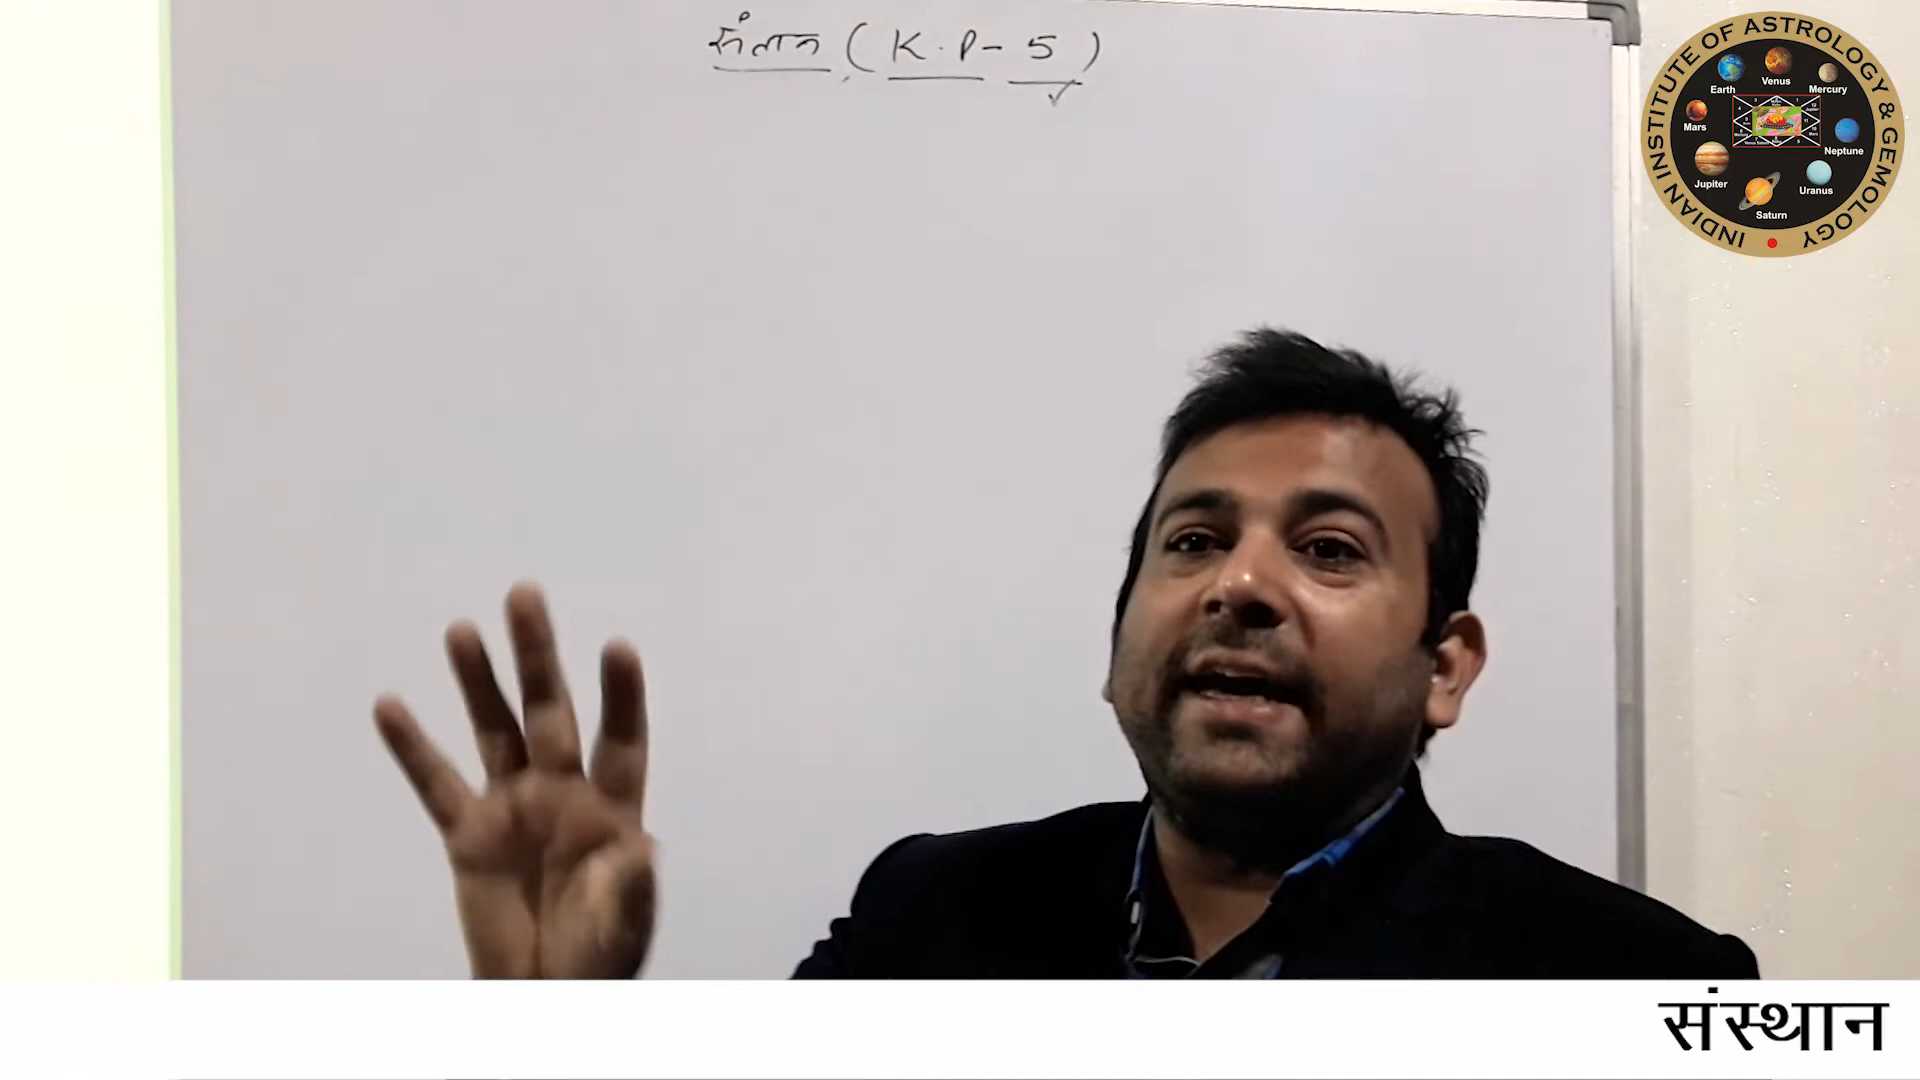 संतान ( K.P - 5 )
INDIAN INSTITUTE OF ASTROLOGY & GEMOLOGY
Earth
Venus
Mercury
Mars
Neptune
Jupiter
Uranus
Saturn
संस्थान